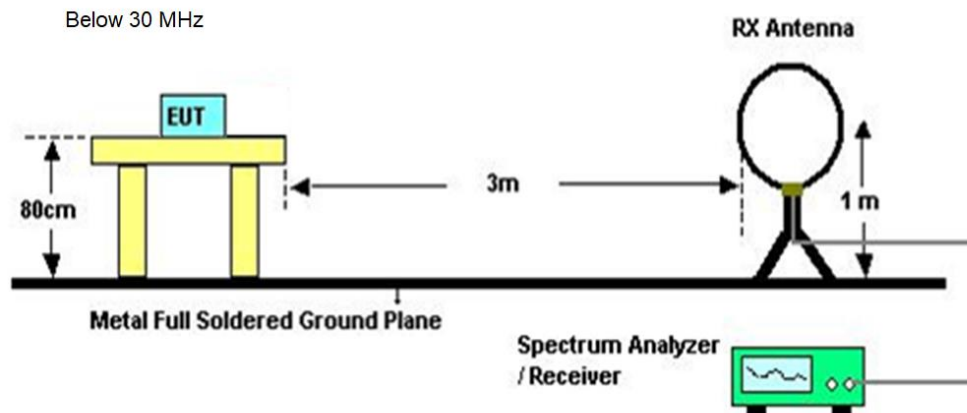 Below 30 MHz
RX Antenna
EUT
80cm
3m
1 m
Metal Full Soldered Ground Plane
Spectrum Analyzer
/ Receiver